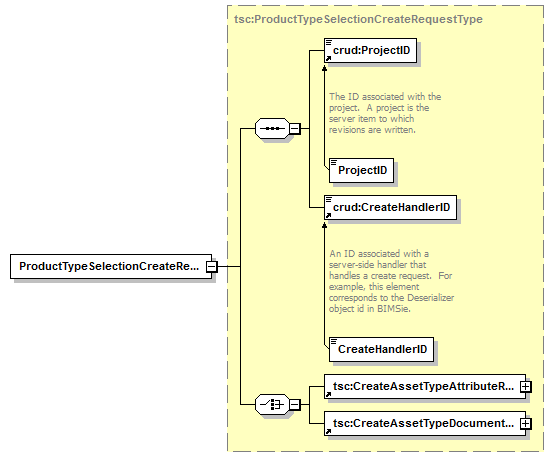 tsc:ProductTypeSelectionCreateRequestType
crud:ProjectID
The ID associated with the
project. A project is the
server item to which
revisions are written.
ProjectID
crud:CreateHandlerID
ProductTypeSelectionCreateRe...
An ID associated with a
server-side handler that
handles a create request. For
example, this element
corresponds to the Deserializer
object id in BIMSie.
CreateHandlerID
tsc:CreateAssetTypeAttributeR...
tsc:CreateAssetTypeDocument...